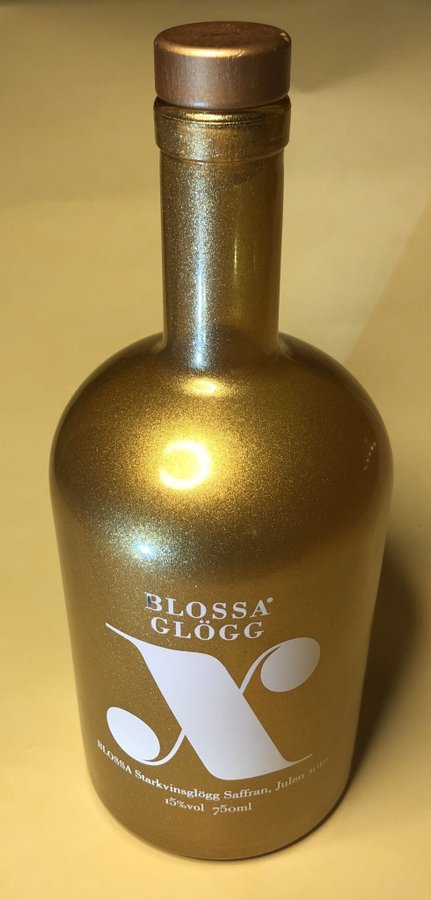 BLOSSA®
GLÖGG
X
BLOSSA Starkvinsglögg Saffran, Julen 2010
15%vol 750ml